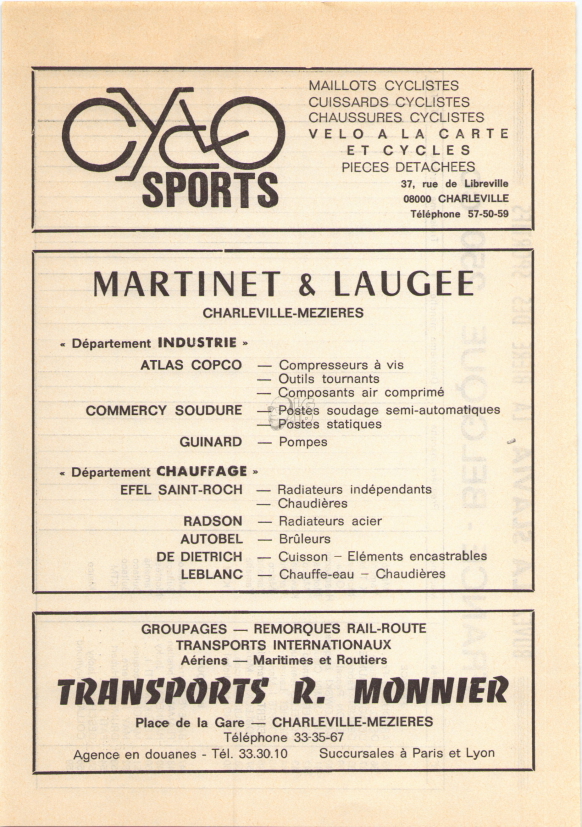 CYCLO
SPORTS
MAILLOTS CYCLISTES
CUISSARDS CYCLISTES
CHAUSSURES CYCLISTES
VELO A LA CARTE
ET CYCLES
PIECES DETACHEES
37, rue de Libreville
08000 CHARLEVILLE
Téléphone 57-50-59
MARTINET & LAUGEE
CHARLEVILLE-MEZIERES
« Département INDUSTRIE »
ATLAS COPCO — Compresseurs à vis
— Outils tournants
— Composants air comprimé
COMMERCY SOUDURE — Postes soudage semi-automatiques
— Postes statiques
GUINARD — Pompes
« Département CHAUFFAGE »
EFEL SAINT-ROCH — Radiateurs indépendants
— Chaudières
RADSON — Radiateurs acier
AUTOBEL — Brûleurs
DE DIETRICH — Cuisson – Eléments encastrables
LEBLANC — Chauffe-eau – Chaudières
GROUPAGES — REMORQUES RAIL-ROUTE
TRANSPORTS INTERNATIONAUX
Aériens — Maritimes et Routiers
TRANSPORTS R. MONNIER
Place de la Gare — CHARLEVILLE-MEZIERES
Téléphone 33-35-67
Agence en douanes - Tél. 33.30.10 Succursales à Paris et Lyon